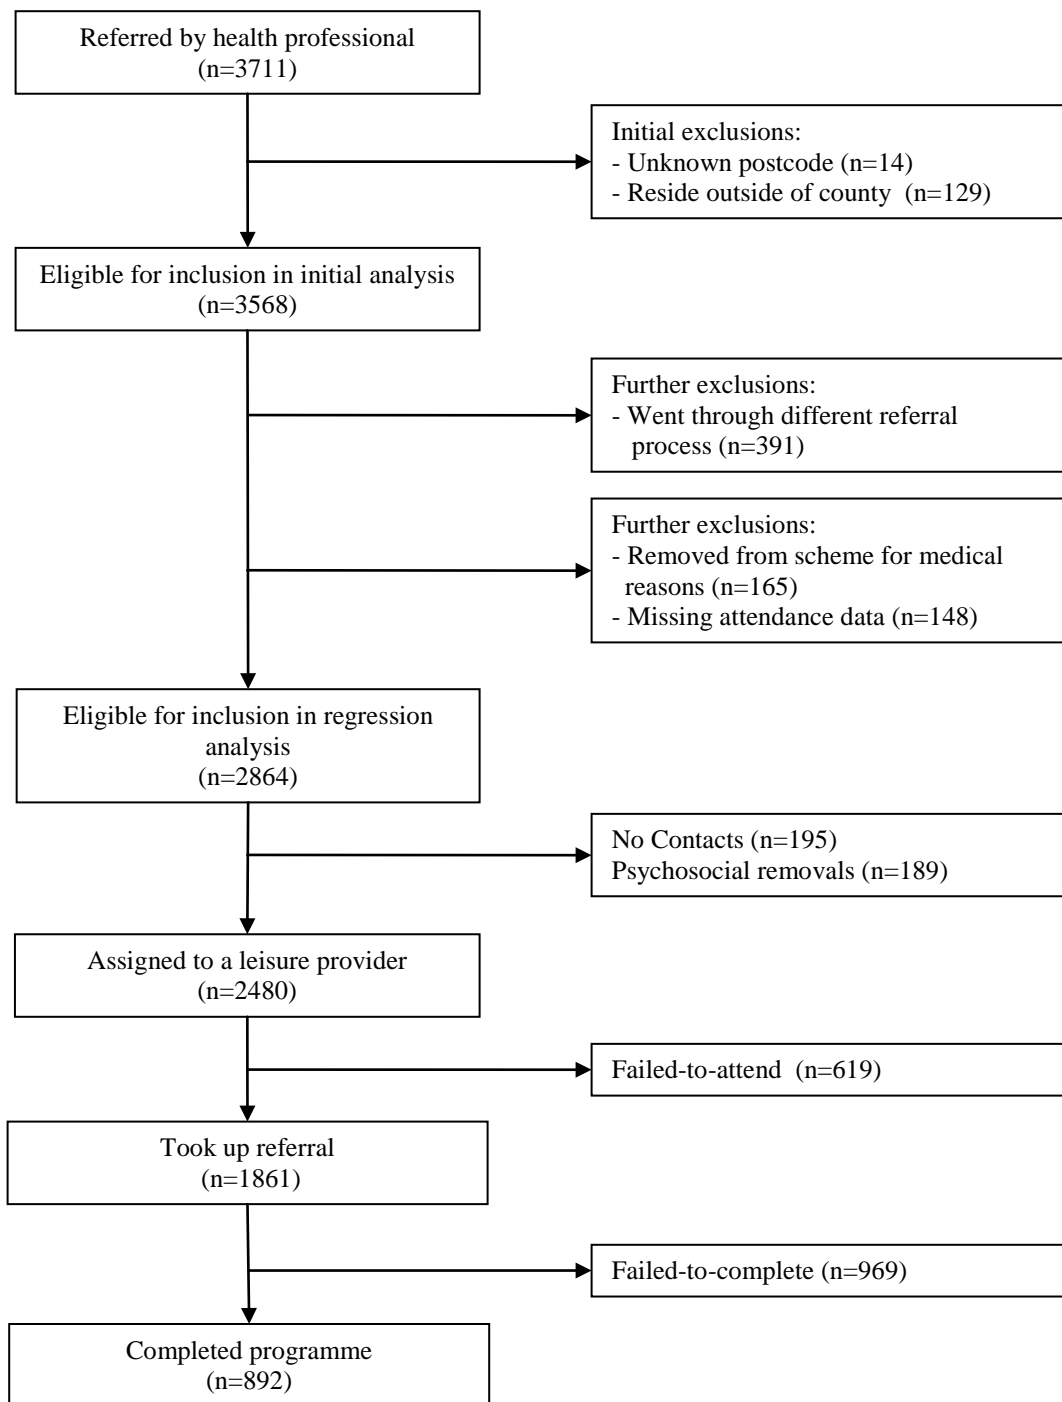 Referred by health professional
(n=3711)
Initial exclusions:
- Unknown postcode (n=14)
- Reside outside of county (n=129)
Eligible for inclusion in initial analysis
(n=3568)
Further exclusions:
- Went through different referral
process (n=391)
Further exclusions:
- Removed from scheme for medical
reasons (n=165)
- Missing attendance data (n=148)
Eligible for inclusion in regression
analysis
(n=2864)
No Contacts (n=195)
Psychosocial removals (n=189)
Assigned to a leisure provider
(n=2480)
Failed-to-attend (n=619)
Took up referral
(n=1861)
Failed-to-complete (n=969)
Completed programme
(n=892)